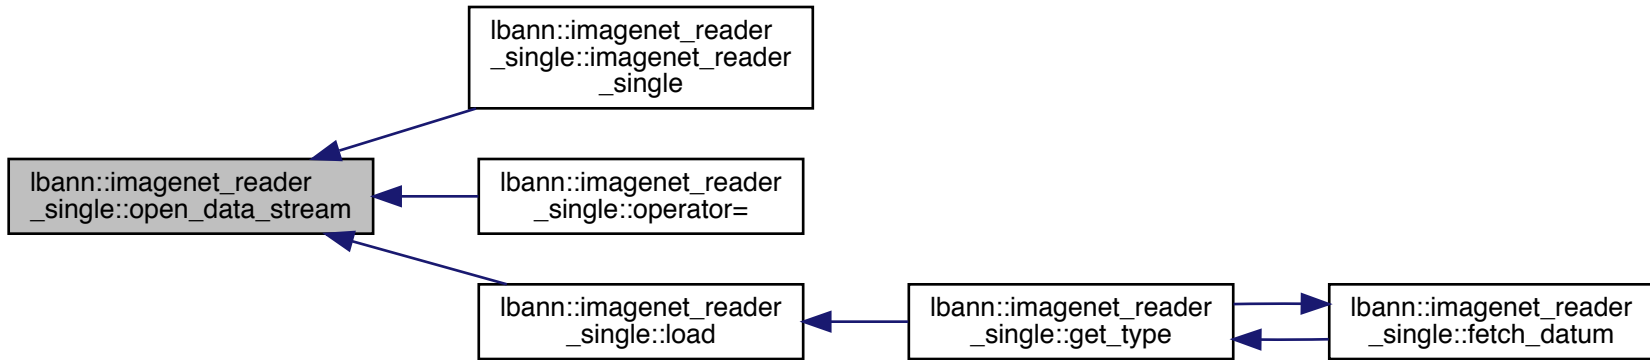 lbann::imagenet_reader
_single::imagenet_reader
_single
lbann::imagenet_reader
_single::open_data_stream
lbann::imagenet_reader
_single::operator=
lbann::imagenet_reader
_single::load
lbann::imagenet_reader
_single::get_type
lbann::imagenet_reader
_single::fetch_datum